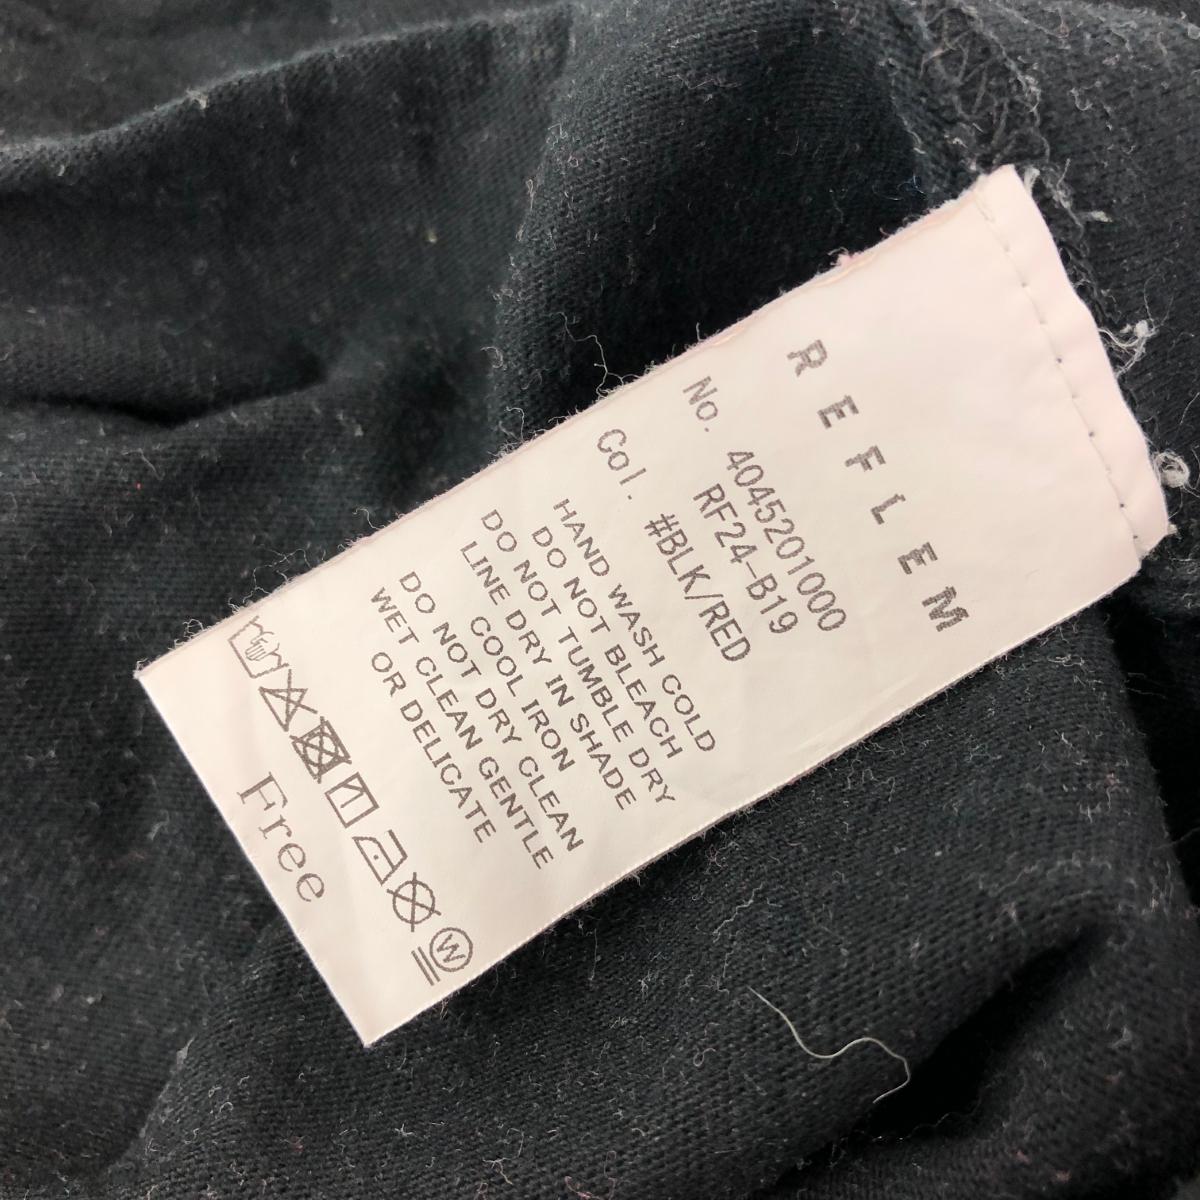 REFLEM
No. 4045201000
RF24-B19
Col. #BLK/RED
HAND WASH COLD
DO NOT BLEACH
DO NOT TUMBLE DRY
LINE DRY IN SHADE
COOL IRON
DO NOT DRY CLEAN
WET CLEAN GENTLE
OR DELIGATE
W
Free